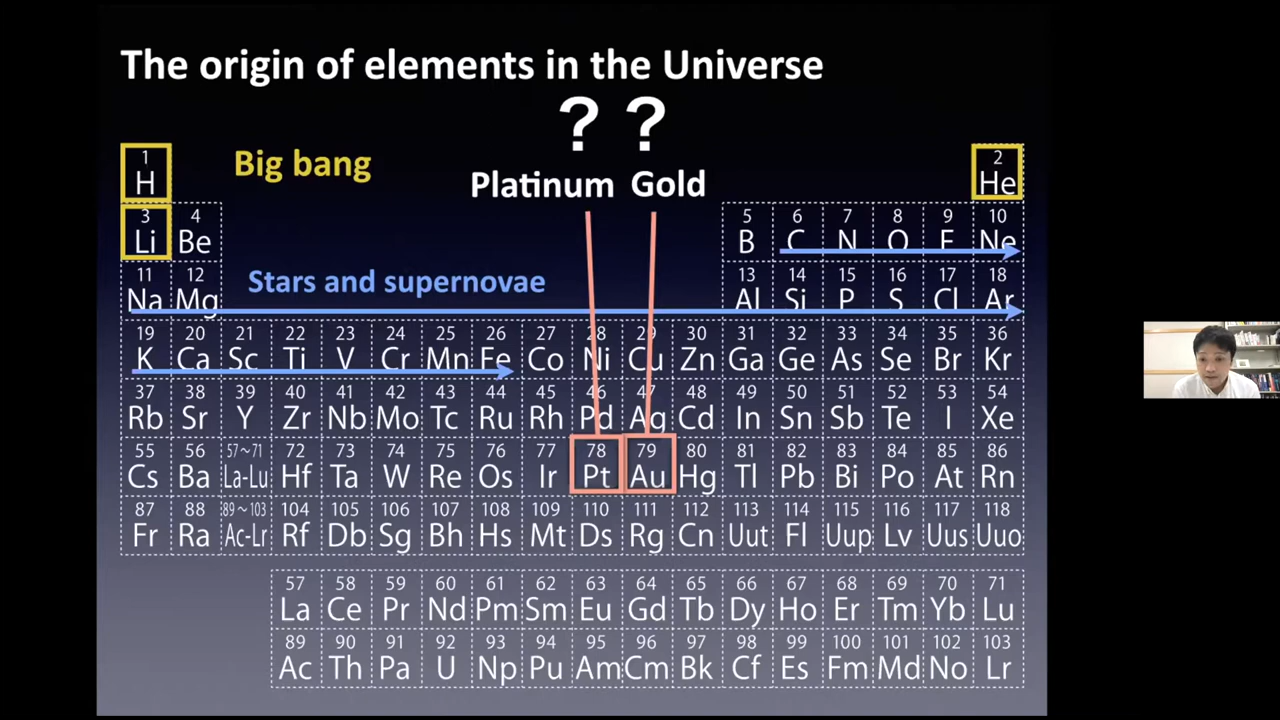 The origin of elements in the Universe
? ?
1 2
H Big bang Platinum Gold He
3 4 5 6 7 8 9 10
Li Be B C N O F Ne
11 12 Stars and supernovae 13 14 15 16 17 18
Na Mg Al Si P S Cl Ar
19 20 21 22 23 24 25 26 27 28 29 30 31 32 33 34 35 36
K Ca Sc Ti V Cr Mn Fe Co Ni Cu Zn Ga Ge As Se Br Kr
37 38 39 40 41 42 43 44 45 46 47 48 49 50 51 52 53 54
Rb Sr Y Zr Nb Mo Tc Ru Rh Pd Ag Cd In Sn Sb Te I Xe
55 56 57~71 72 73 74 75 76 77 78 79 80 81 82 83 84 85 86
Cs Ba La-Lu Hf Ta W Re Os Ir Pt Au Hg Tl Pb Bi Po At Rn
87 88 89~103 104 105 106 107 108 109 110 111 112 113 114 115 116 117 118
Fr Ra Ac-Lr Rf Db Sg Bh Hs Mt Ds Rg Cn Uut Fl Uup Lv Uus Uuo
57 58 59 60 61 62 63 64 65 66 67 68 69 70 71
La Ce Pr Nd Pm Sm Eu Gd Tb Dy Ho Er Tm Yb Lu
89 90 91 92 93 94 95 96 97 98 99 100 101 102 103
Ac Th Pa U Np Pu Am Cm Bk Cf Es Fm Md No Lr